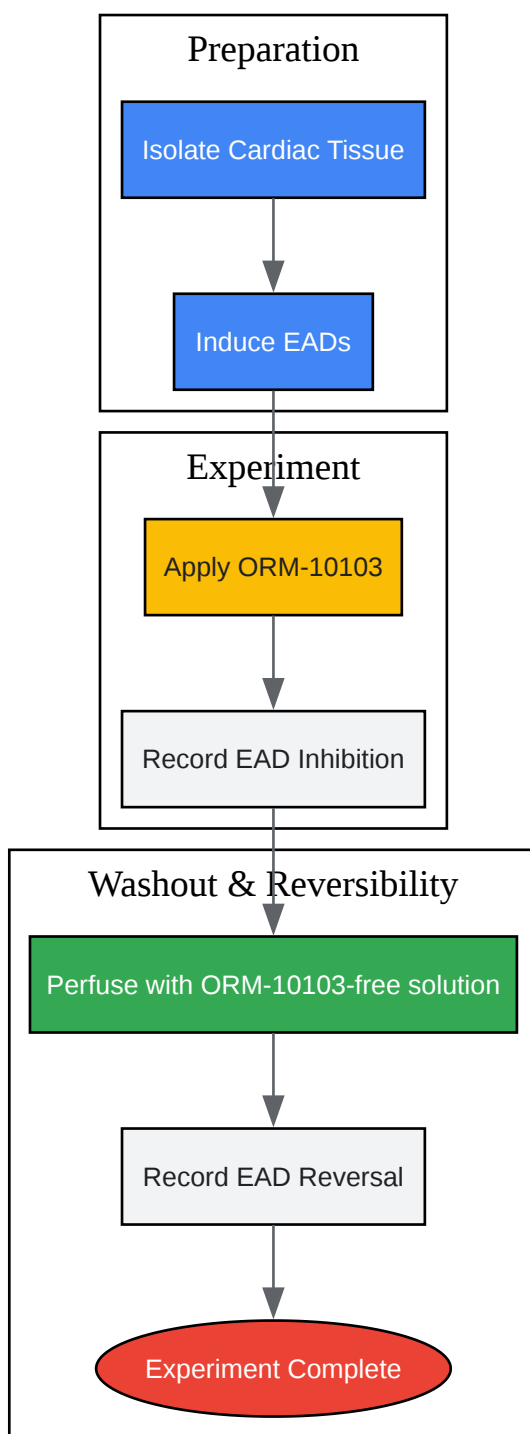 Preparation
Isolate Cardiac Tissue
Induce EADs
Experiment
Apply ORM-10103
Record EAD Inhibition
Washout & Reversibility
Perfuse with ORM-10103-free solution
Record EAD Reversal
Experiment Complete